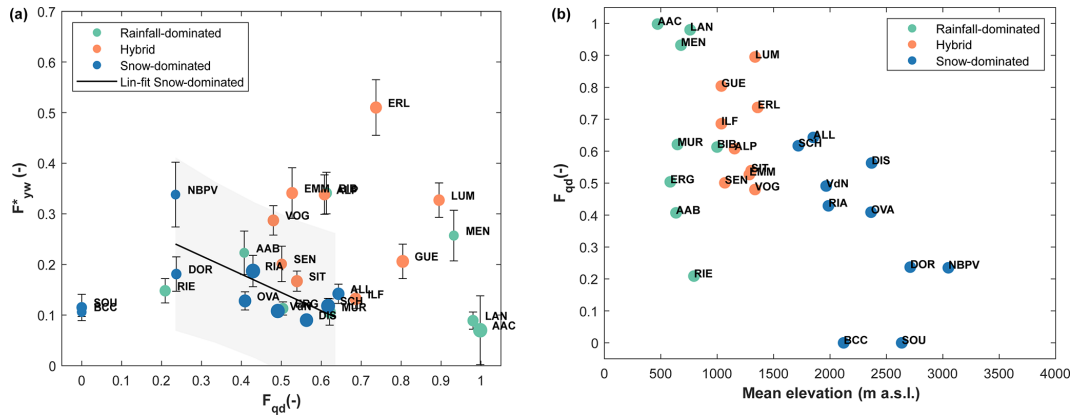 (a)
Rainfall-dominated
Hybrid
Snow-dominated
Lin-fit Snow-dominated
F*yw(-)
0.7
0.6
0.5
0.4
0.3
0.2
0.1
0
ERL
NBPV
EMM
BIB
ALP
LUM
VOG
MEN
AAB
RIA
SEN
GUE
DOR
SIT
RIE
ALL
ILF
OVA
ERG
SCH
SOU
BCC
VdN
MUR
DIS
LAN
AAC
0 0.1 0.2 0.3 0.4 0.5 0.6 0.7 0.8 0.9 1
Fqd(-)
(b)
Rainfall-dominated
Hybrid
Snow-dominated
Fqd(-)
1
0.9
0.8
0.7
0.6
0.5
0.4
0.3
0.2
0.1
0
AAC
LAN
MEN
LUM
GUE
ERL
ILF
ALL
MUR
BIB
ALP
SCH
DIS
SIT
EMM
ERG
SEN
VOG
VdN
RIA
AAB
OVA
DOR
NBPV
RIE
BCC
SOU
0 500 1000 1500 2000 2500 3000 3500 4000
Mean elevation (m a.s.l.)